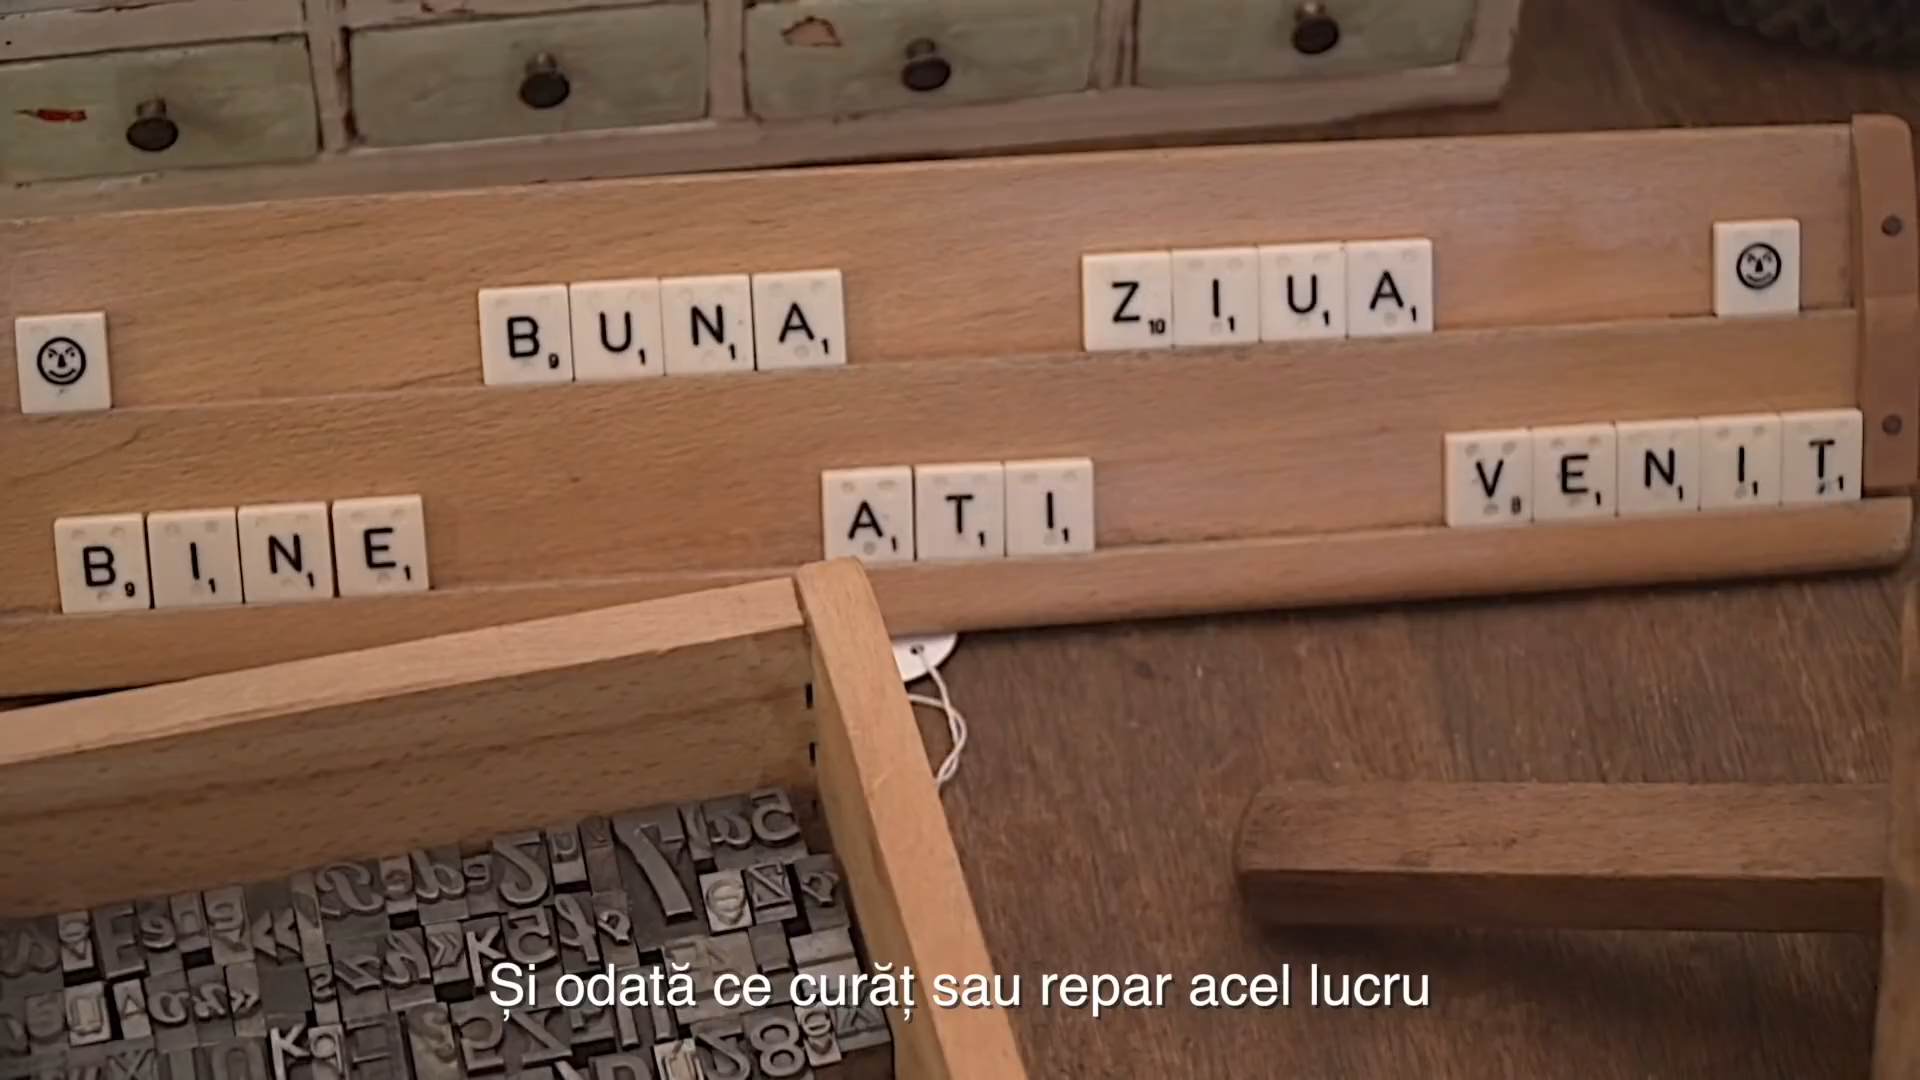 BUNA ZIUA
BINE ATI VENIT
Și odată ce curăț sau repar acel lucru